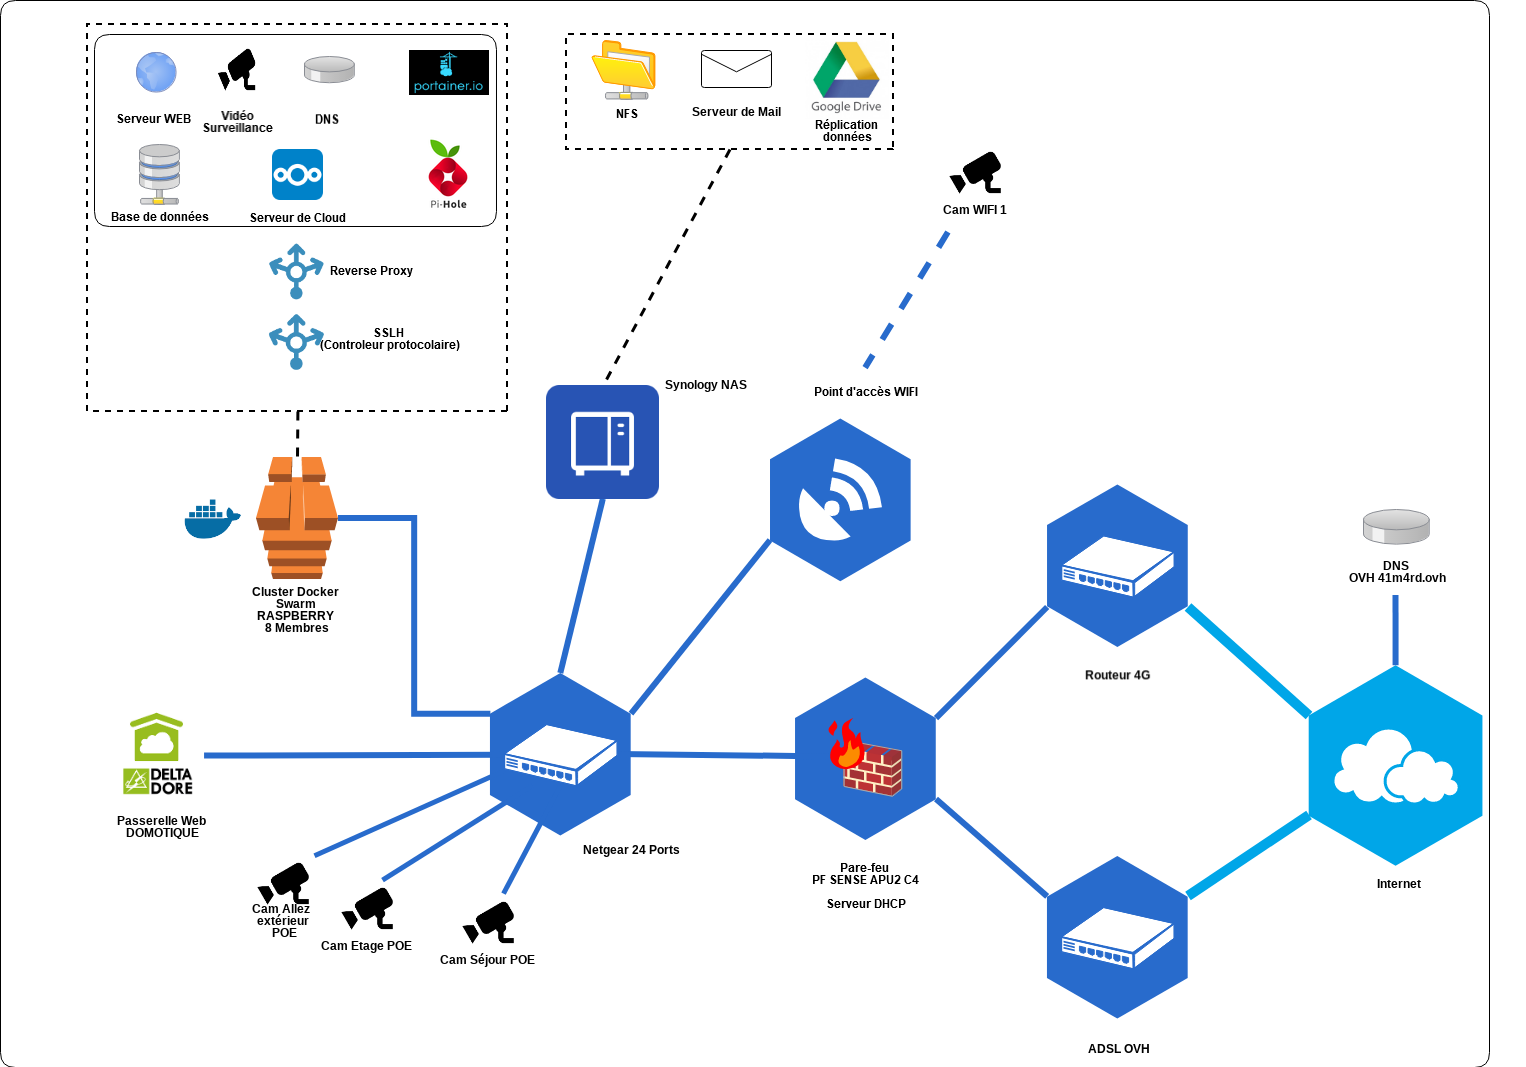 portainer.io
Serveur WEB
Vidéo
Surveillance
DNS
Base de données
Serveur de Cloud
Pi-Hole
Reverse Proxy
SSLH
(Controleur protocolaire)
NFS
Serveur de Mail
Google Drive
Réplication
données
Cam WIFI 1
Synology NAS
Point d'accès WIFI
Cluster Docker
Swarm
RASPBERRY
8 Membres
DNS
OVH 41m4rd.ovh
Routeur 4G
DELTA
DORE
Passerelle Web
DOMOTIQUE
Netgear 24 Ports
Pare-feu
PF SENSE APU2 C4
Serveur DHCP
Internet
Cam Allez
extérieur
POE
Cam Etage POE
Cam Séjour POE
ADSL OVH